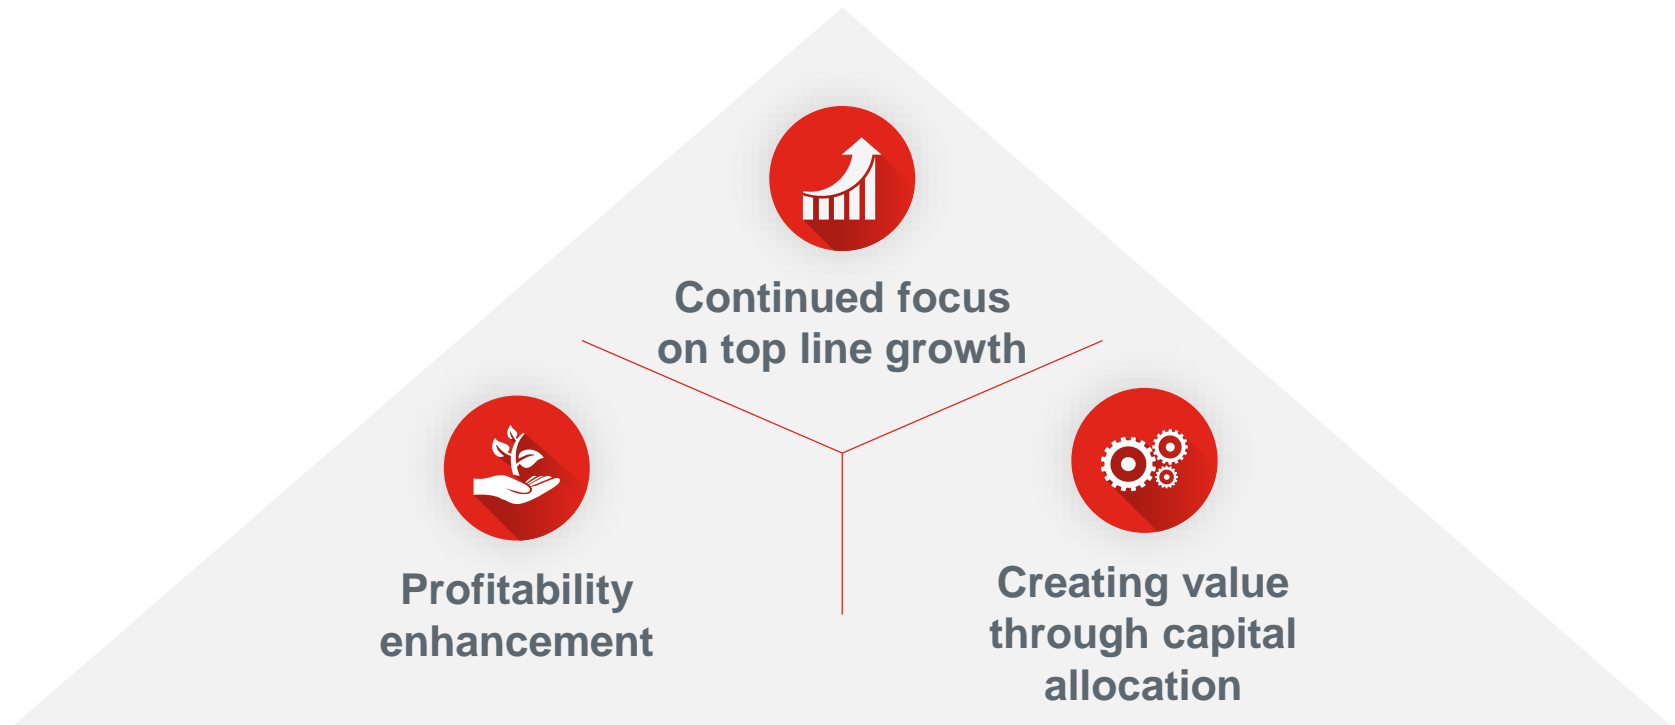 Continued focus
on top line growth
Profitability
enhancement
Creating value
through capital
allocation